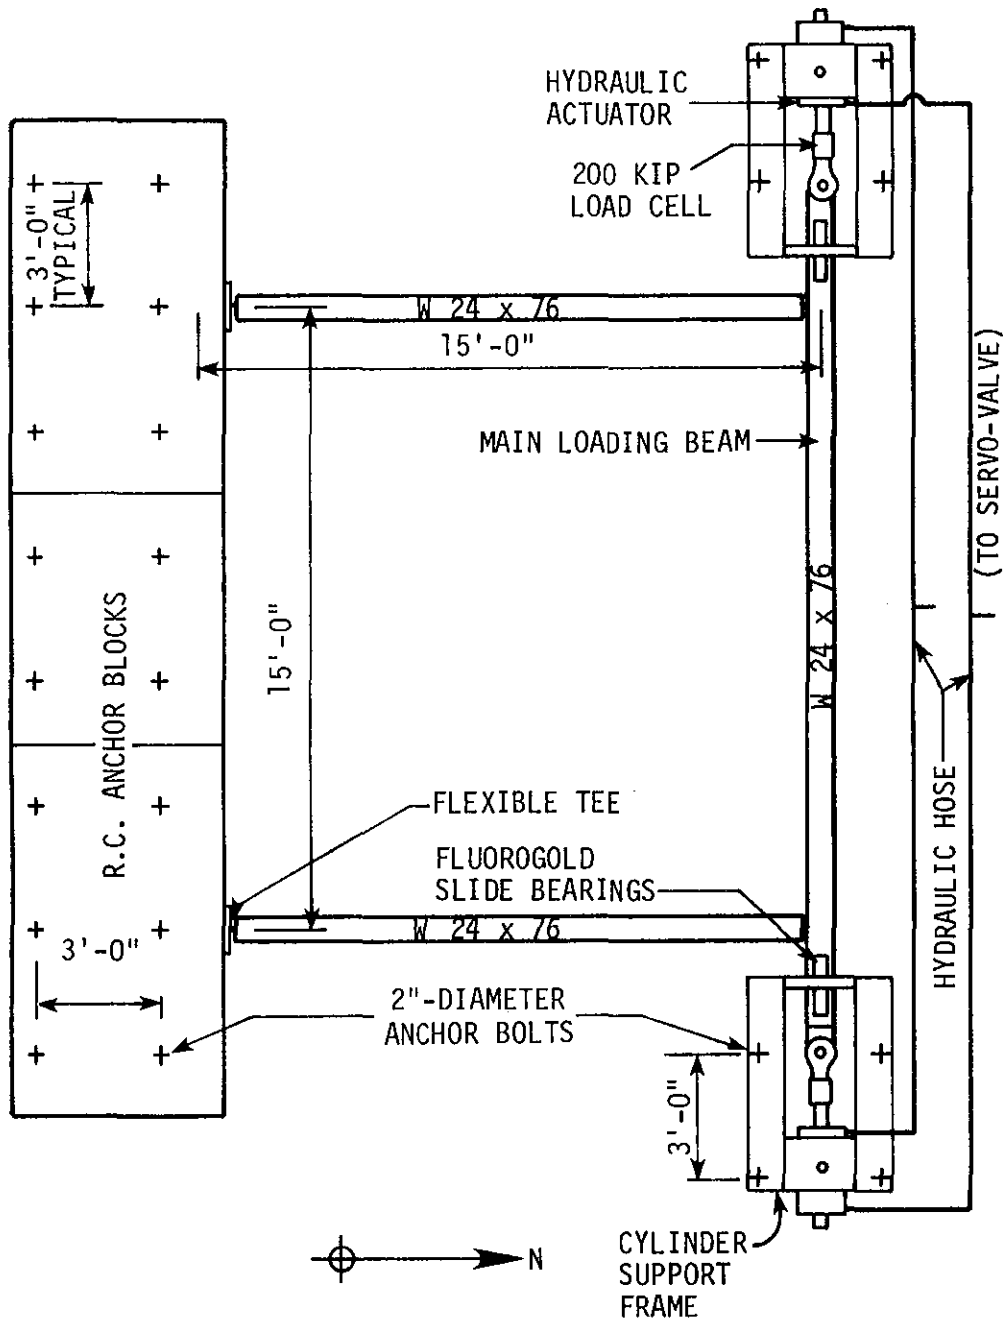 HYDRAULIC
ACTUATOR
200 KIP
LOAD CELL
3'-0"
TYPICAL
W 24 x 76
15'-0"
MAIN LOADING BEAM
(TO SERVO-VALVE)
15'-0"
W 24 x 76
R.C. ANCHOR BLOCKS
FLEXIBLE TEE
FLUOROGOLD
SLIDE BEARINGS
HYDRAULIC HOSE
W 24 x 76
3'-0"
2"-DIAMETER
ANCHOR BOLTS
3'-0"
N
CYLINDER
SUPPORT
FRAME